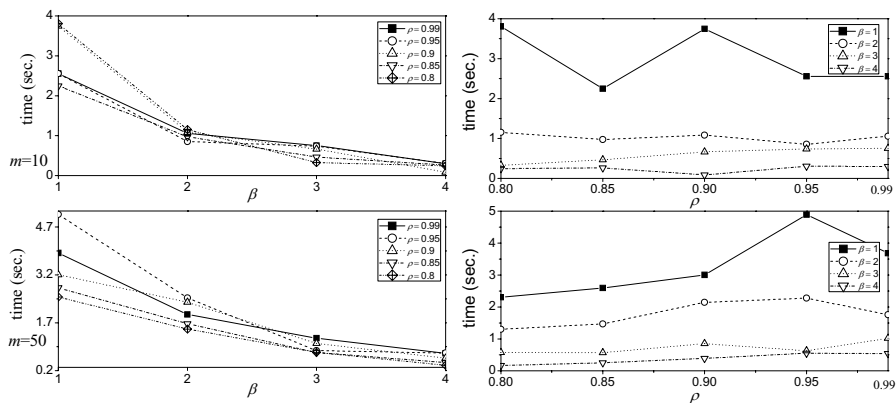 4
3
2
1
0
time (sec.)
m=10
1
2
3
4
β
ρ = 0.99
ρ = 0.95
ρ = 0.9
ρ = 0.85
ρ = 0.8
4
3
2
1
0
time (sec.)
0.80
0.85
0.90
0.95
0.99
ρ
β = 1
β = 2
β = 3
β = 4
4.7
3.2
1.7
0.2
time (sec.)
m=50
1
2
3
4
β
ρ = 0.99
ρ = 0.95
ρ = 0.9
ρ = 0.85
ρ = 0.8
5
4
3
2
1
0
time (sec.)
0.80
0.85
0.90
0.95
0.99
ρ
β = 1
β = 2
β = 3
β = 4